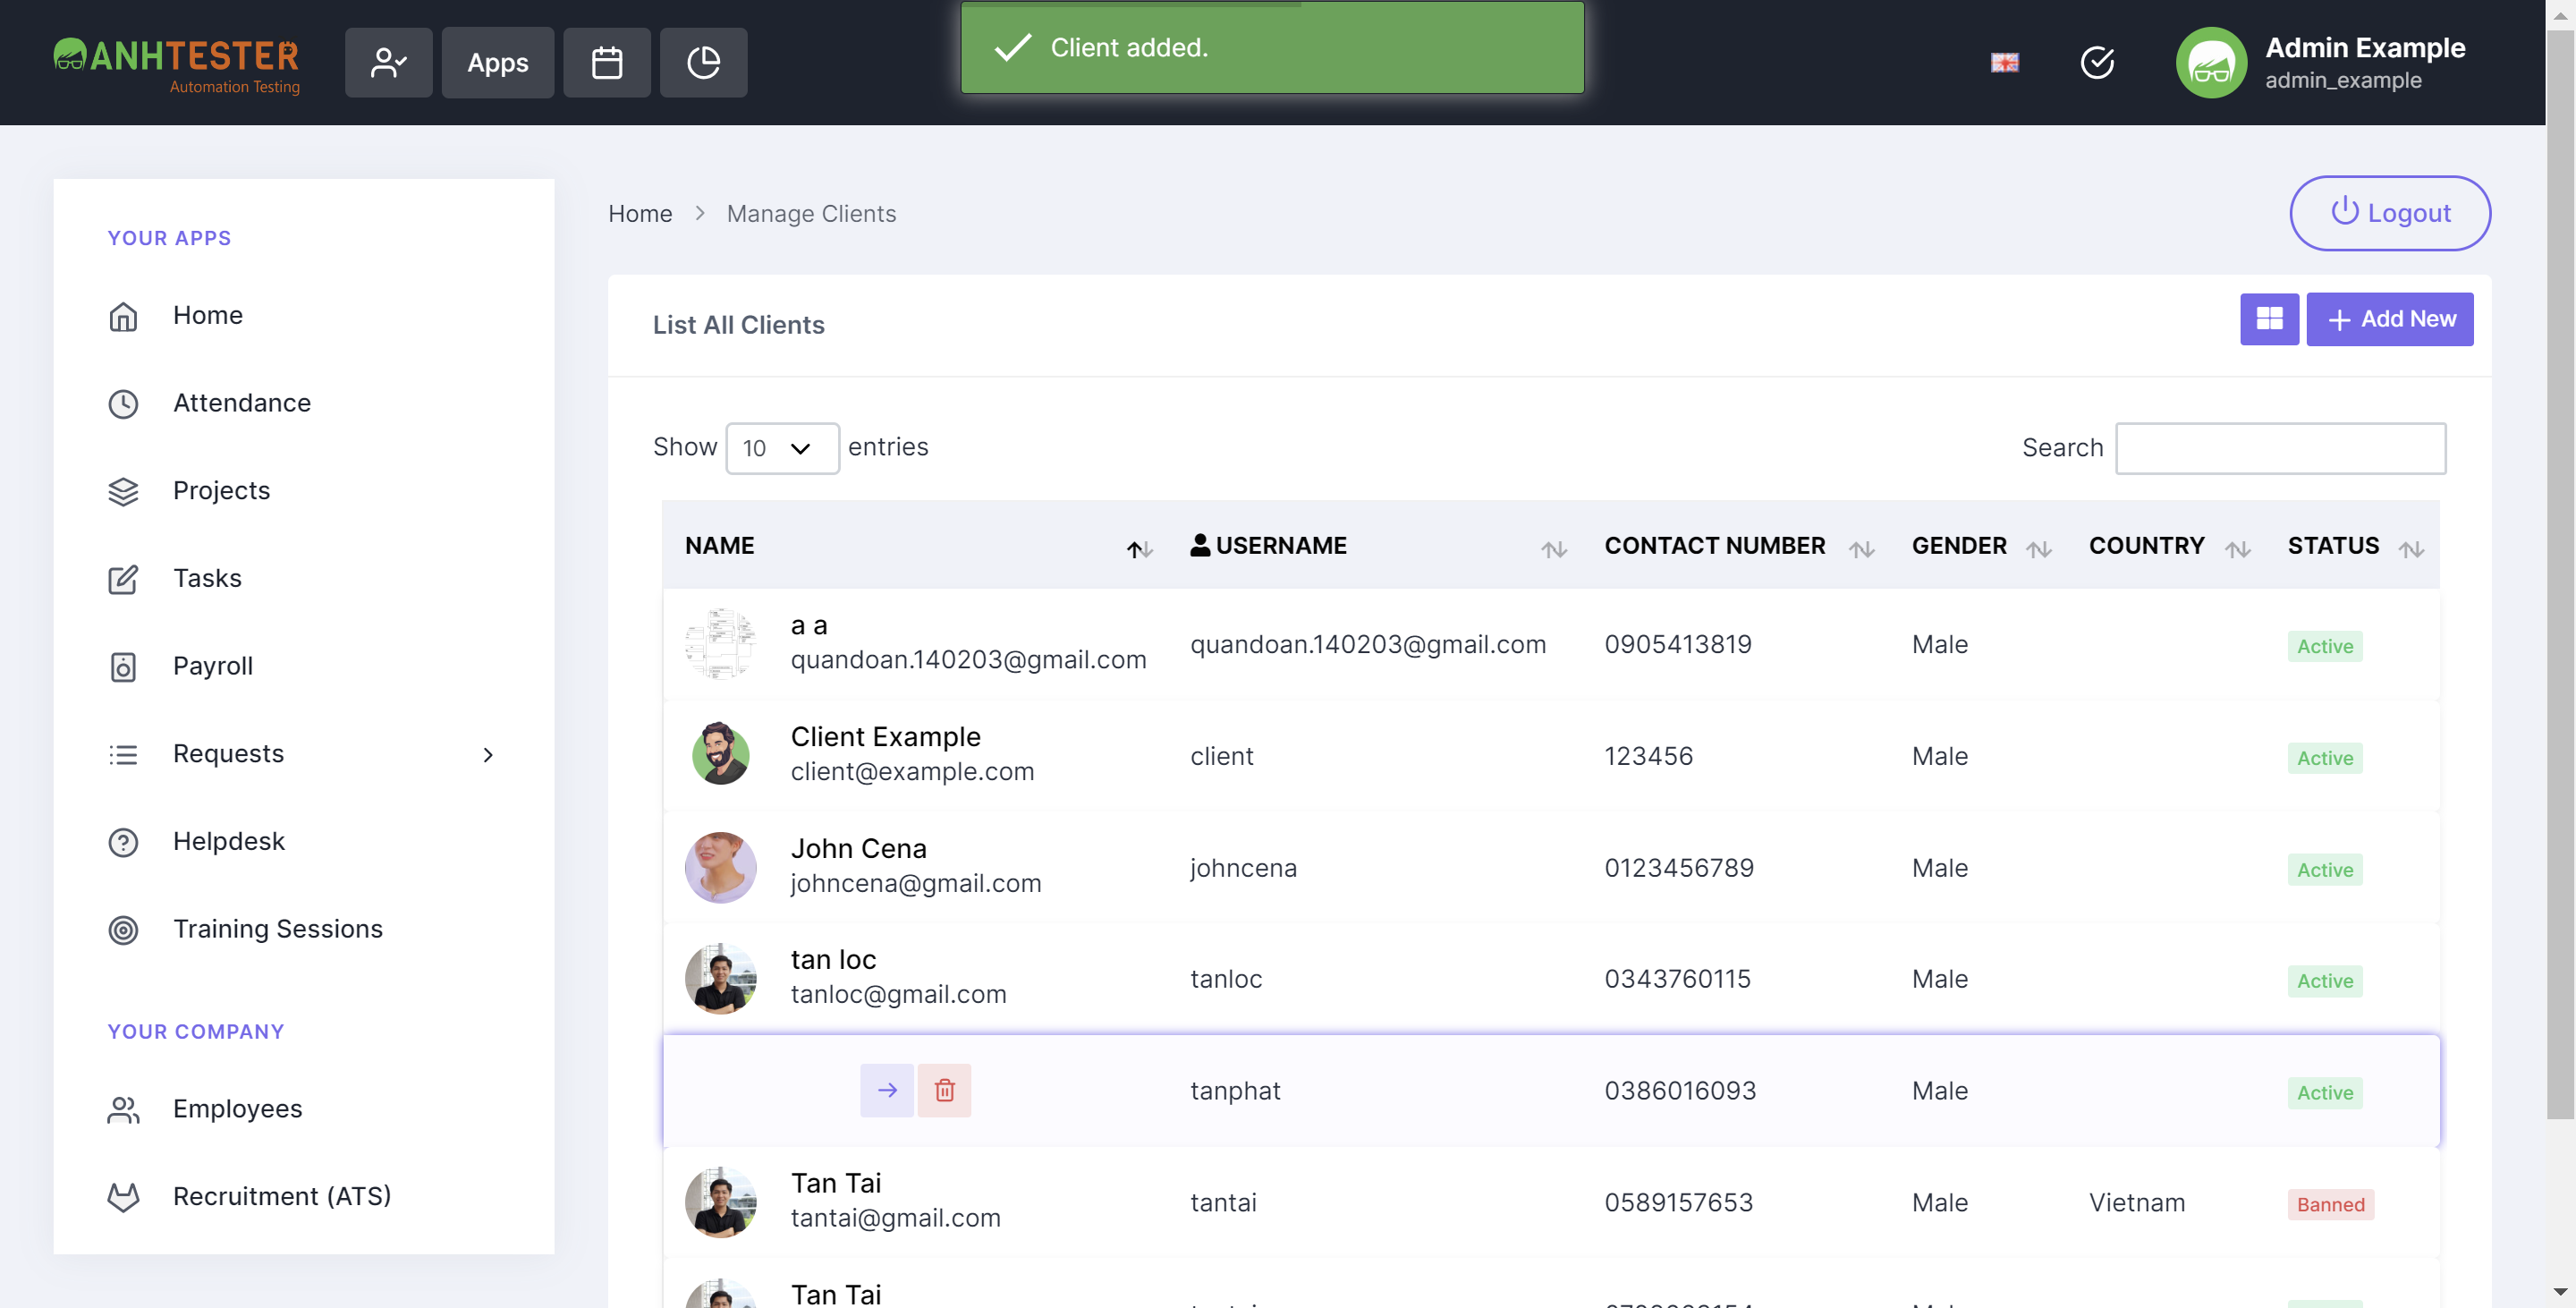 ANHTESTER
Automation Testing
Apps
Client added.
Admin Example
admin_example
YOUR APPS
Home
Attendance
Projects
Tasks
Payroll
Requests
Helpdesk
Training Sessions
YOUR COMPANY
Employees
Recruitment (ATS)
Home > Manage Clients
Logout
List All Clients
Add New
Show 10 entries
Search
NAME USERNAME CONTACT NUMBER GENDER COUNTRY STATUS
a a
quandoan.140203@gmail.com quandoan.140203@gmail.com 0905413819 Male Active
Client Example
client@example.com client 123456 Male Active
John Cena
johncena@gmail.com johncena 0123456789 Male Active
tan loc
tanloc@gmail.com tanloc 0343760115 Male Active
tanphat 0386016093 Male Active
Tan Tai
tantai@gmail.com tantai 0589157653 Male Vietnam Banned
Tan Tai